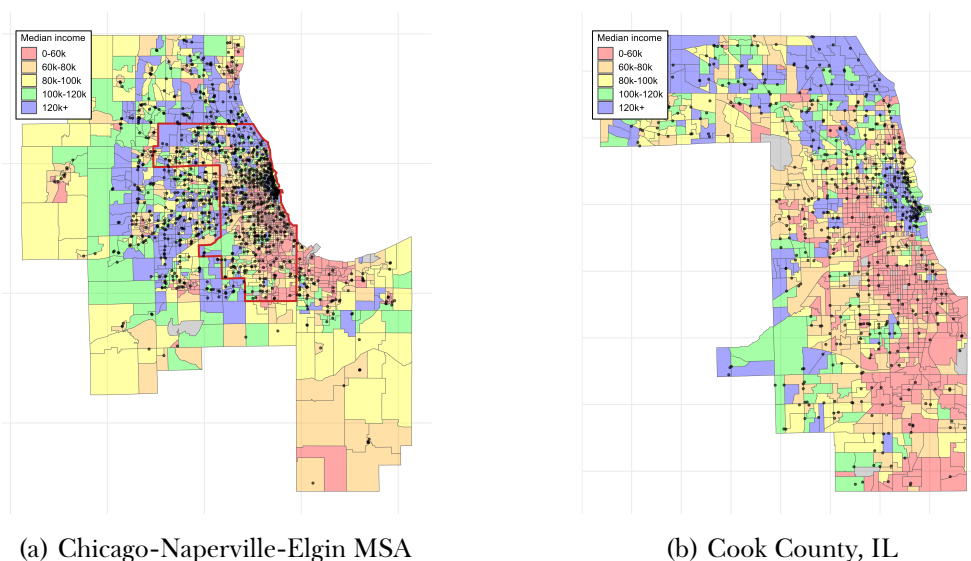 Median income
0-60k
60k-80k
80k-100k
100k-120k
120k+
Median income
0-60k
60k-80k
80k-100k
100k-120k
120k+
(a) Chicago-Naperville-Elgin MSA
(b) Cook County, IL